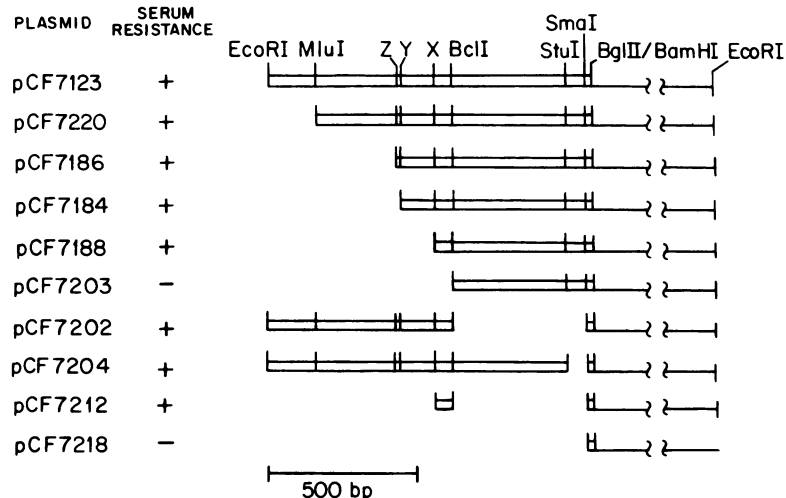 PLASMID SERUM RESISTANCE
EcoRI MluI Z Y X BclI StuI SmaI BglII/BamHI EcoRI
pCF7123 +
pCF7220 +
pCF7186 +
pCF7184 +
pCF7188 +
pCF7203 −
pCF7202 +
pCF7204 +
pCF7212 +
pCF7218 −
500 bp